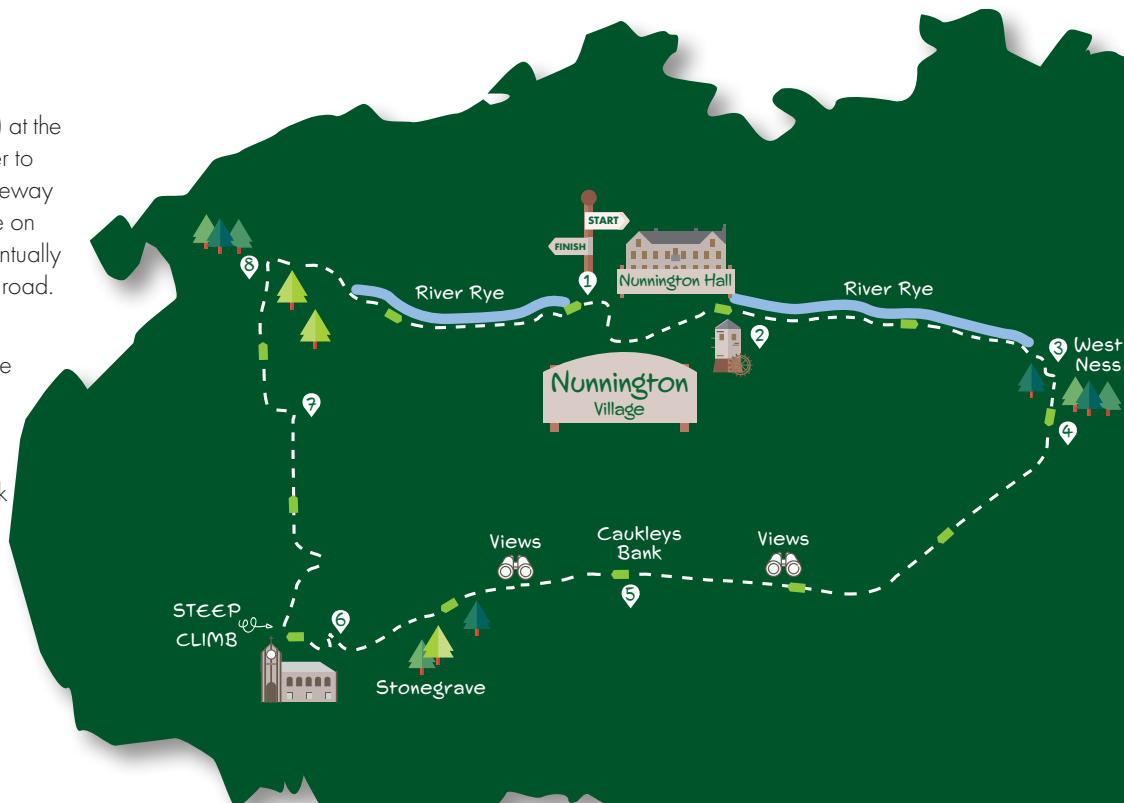 ) at the
er to
eway
e on
ntually
road.
e
k
START
FINISH
1
Nunnington Hall
River Rye
River Rye
8
2
3
West
Ness
Nunnington
Village
7
4
Views
Caukleys
Bank
Views
5
STEEP
CLIMB
6
Stonegrave